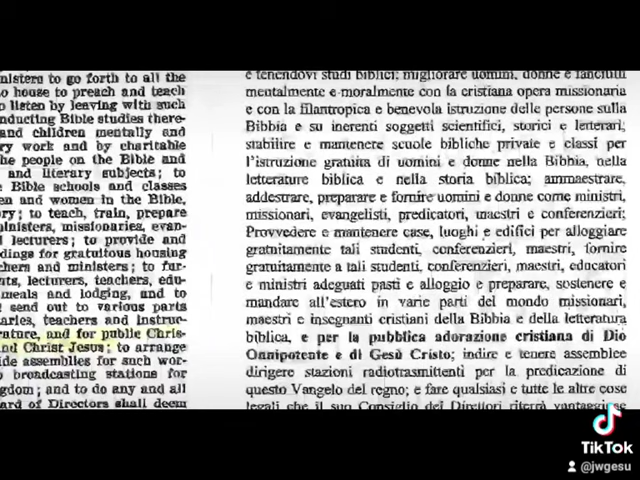 nisters to go forth to all the
o house to preach and teach
o listen by leaving with such
nducting Bible studies there-
and children mentally and
ry work and by charitable
he people on the Bible and
and literary subjects; to
Bible schools and classes
en and women in the Bible,
ry; to teach, train, prepare
inisters, missionaries, evan-
lecturers; to provide and
dings for gratuitous housing
chers and ministers; to fur-
nts, lecturers, teachers, edu-
meals and lodging, and to
send out to various parts
aries, teachers and instruc-
rature, and for public Chris-
nd Christ Jesus; to arrange
ide assemblies for such wor-
o broadcasting stations for
gdom; and to do any and all
ard of Directors shall deem
e tenendovi studi biblici; migliorare uomini, donne e fanciulli
mentalmente e moralmente con la cristiana opera missionaria
e con la filantropica e benevola istruzione delle persone sulla
Bibbia e su inerenti soggetti scientifici, storici e letterari;
stabilire e mantenere scuole bibliche private e classi per
l'istruzione gratuita di uomini e donne nella Bibbia, nella
letterature biblica e nella storia biblica; ammaestrare,
addestrare, preparare e fornire uomini e donne come ministri,
missionari, evangelisti, predicatori, maestri e conferenzieri;
Provvedere e mantenere case, luoghi e edifici per alloggiare
gratuitamente tali studenti, conferenzieri, maestri, fornire
gratuitamente a tali studenti, conferenzieri, maestri, educatori
e ministri adeguati pasti e alloggio e preparare, sostenere e
mandare all'estero in varie parti del mondo missionari,
maestri e insegnanti cristiani della Bibbia e della letteratura
biblica, e per la pubblica adorazione cristiana di Dio
Onnipotente e di Gesù Cristo; indire e tenere assemblee
dirigere stazioni radiotrasmittenti per la predicazione di
questo Vangelo del regno; e fare qualsiasi e tutte le altre cose
legali che il suo Consiglio dei Direttori riterrà vantaggiose
TikTok
@jwgesu